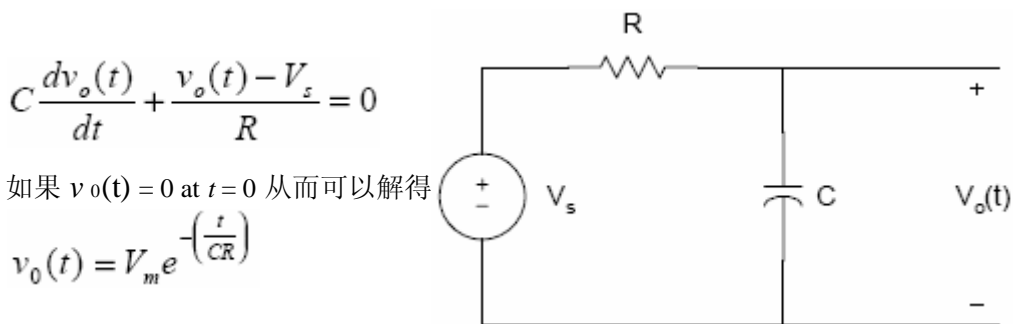 C dv_o(t)/dt + (v_o(t) − V_s)/R = 0
如果 v 0(t) = 0 at t = 0 从而可以解得
v_0(t) = V_m e^{-(t/CR)}
R
+
−
V_s
C
+
V_o(t)
−